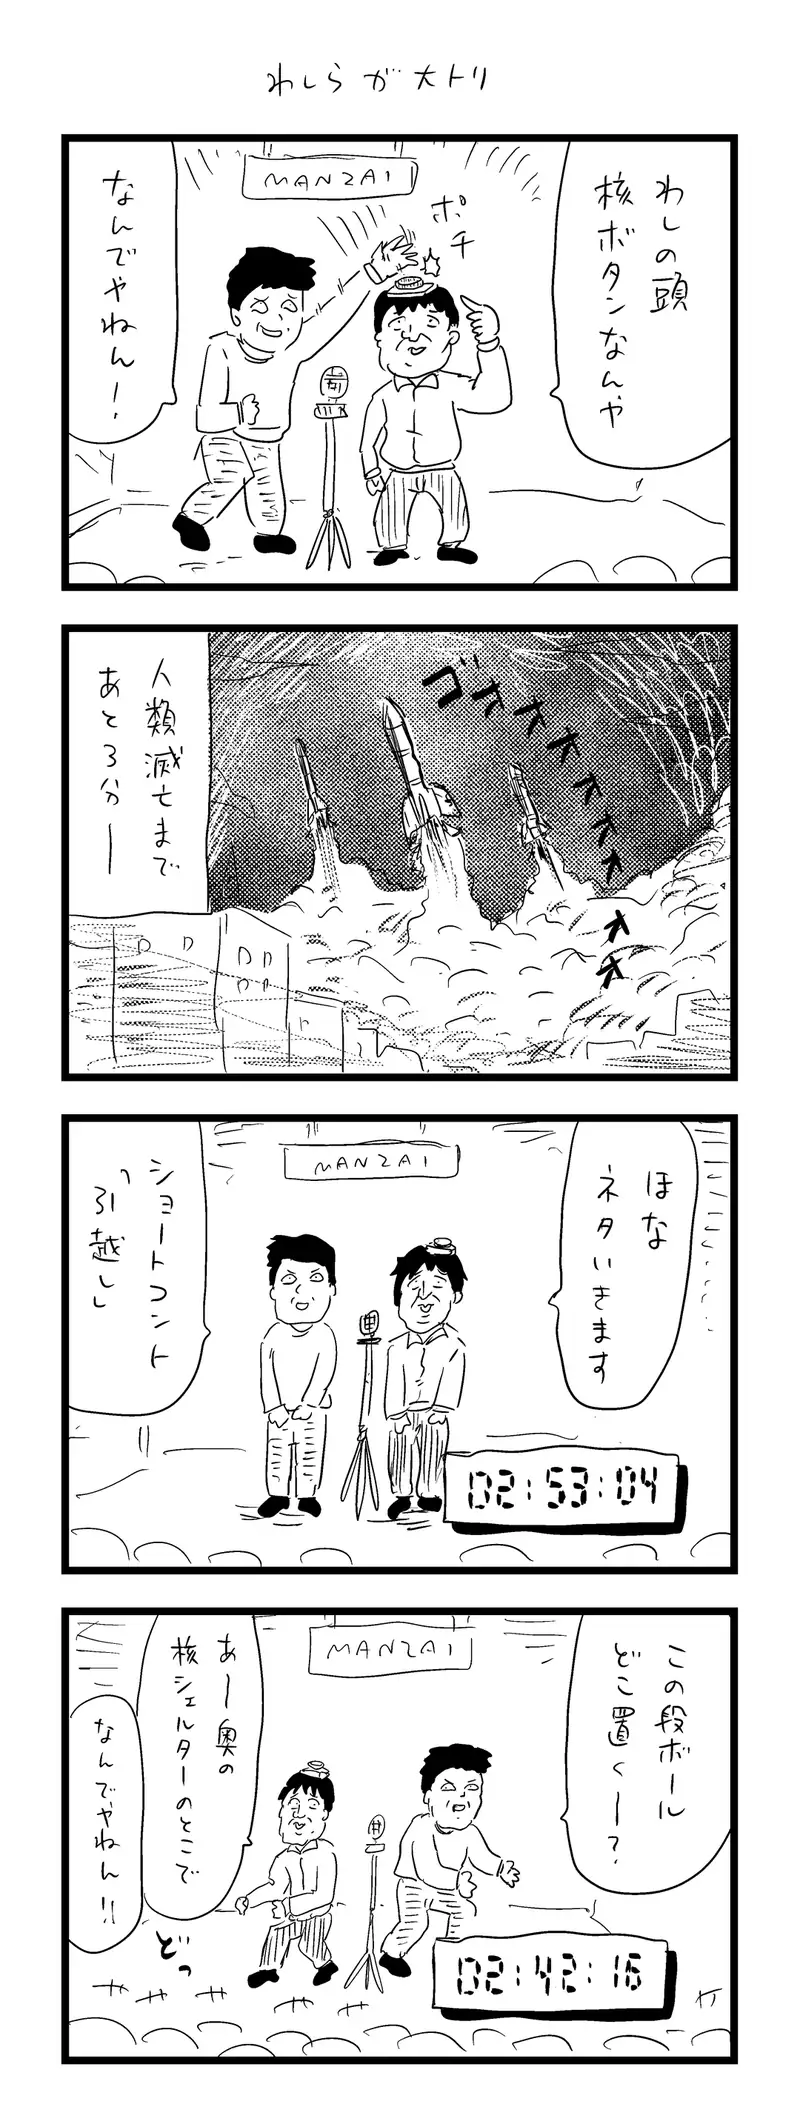 わしらが大トリ
MANZAI
わしの頭
核ボタンなんや
ポチ
なんでやねん！
人類滅亡まで
あと3分ー
ゴオオオオオオオオ
MANZAI
ほな
ネタいきます
ショートコント
「引越し」
02:53:04
MANZAI
この段ボール
どこ置くー？
あー奥の
核シェルターのとこで
なんでやねん!!
どっ
02:42:16